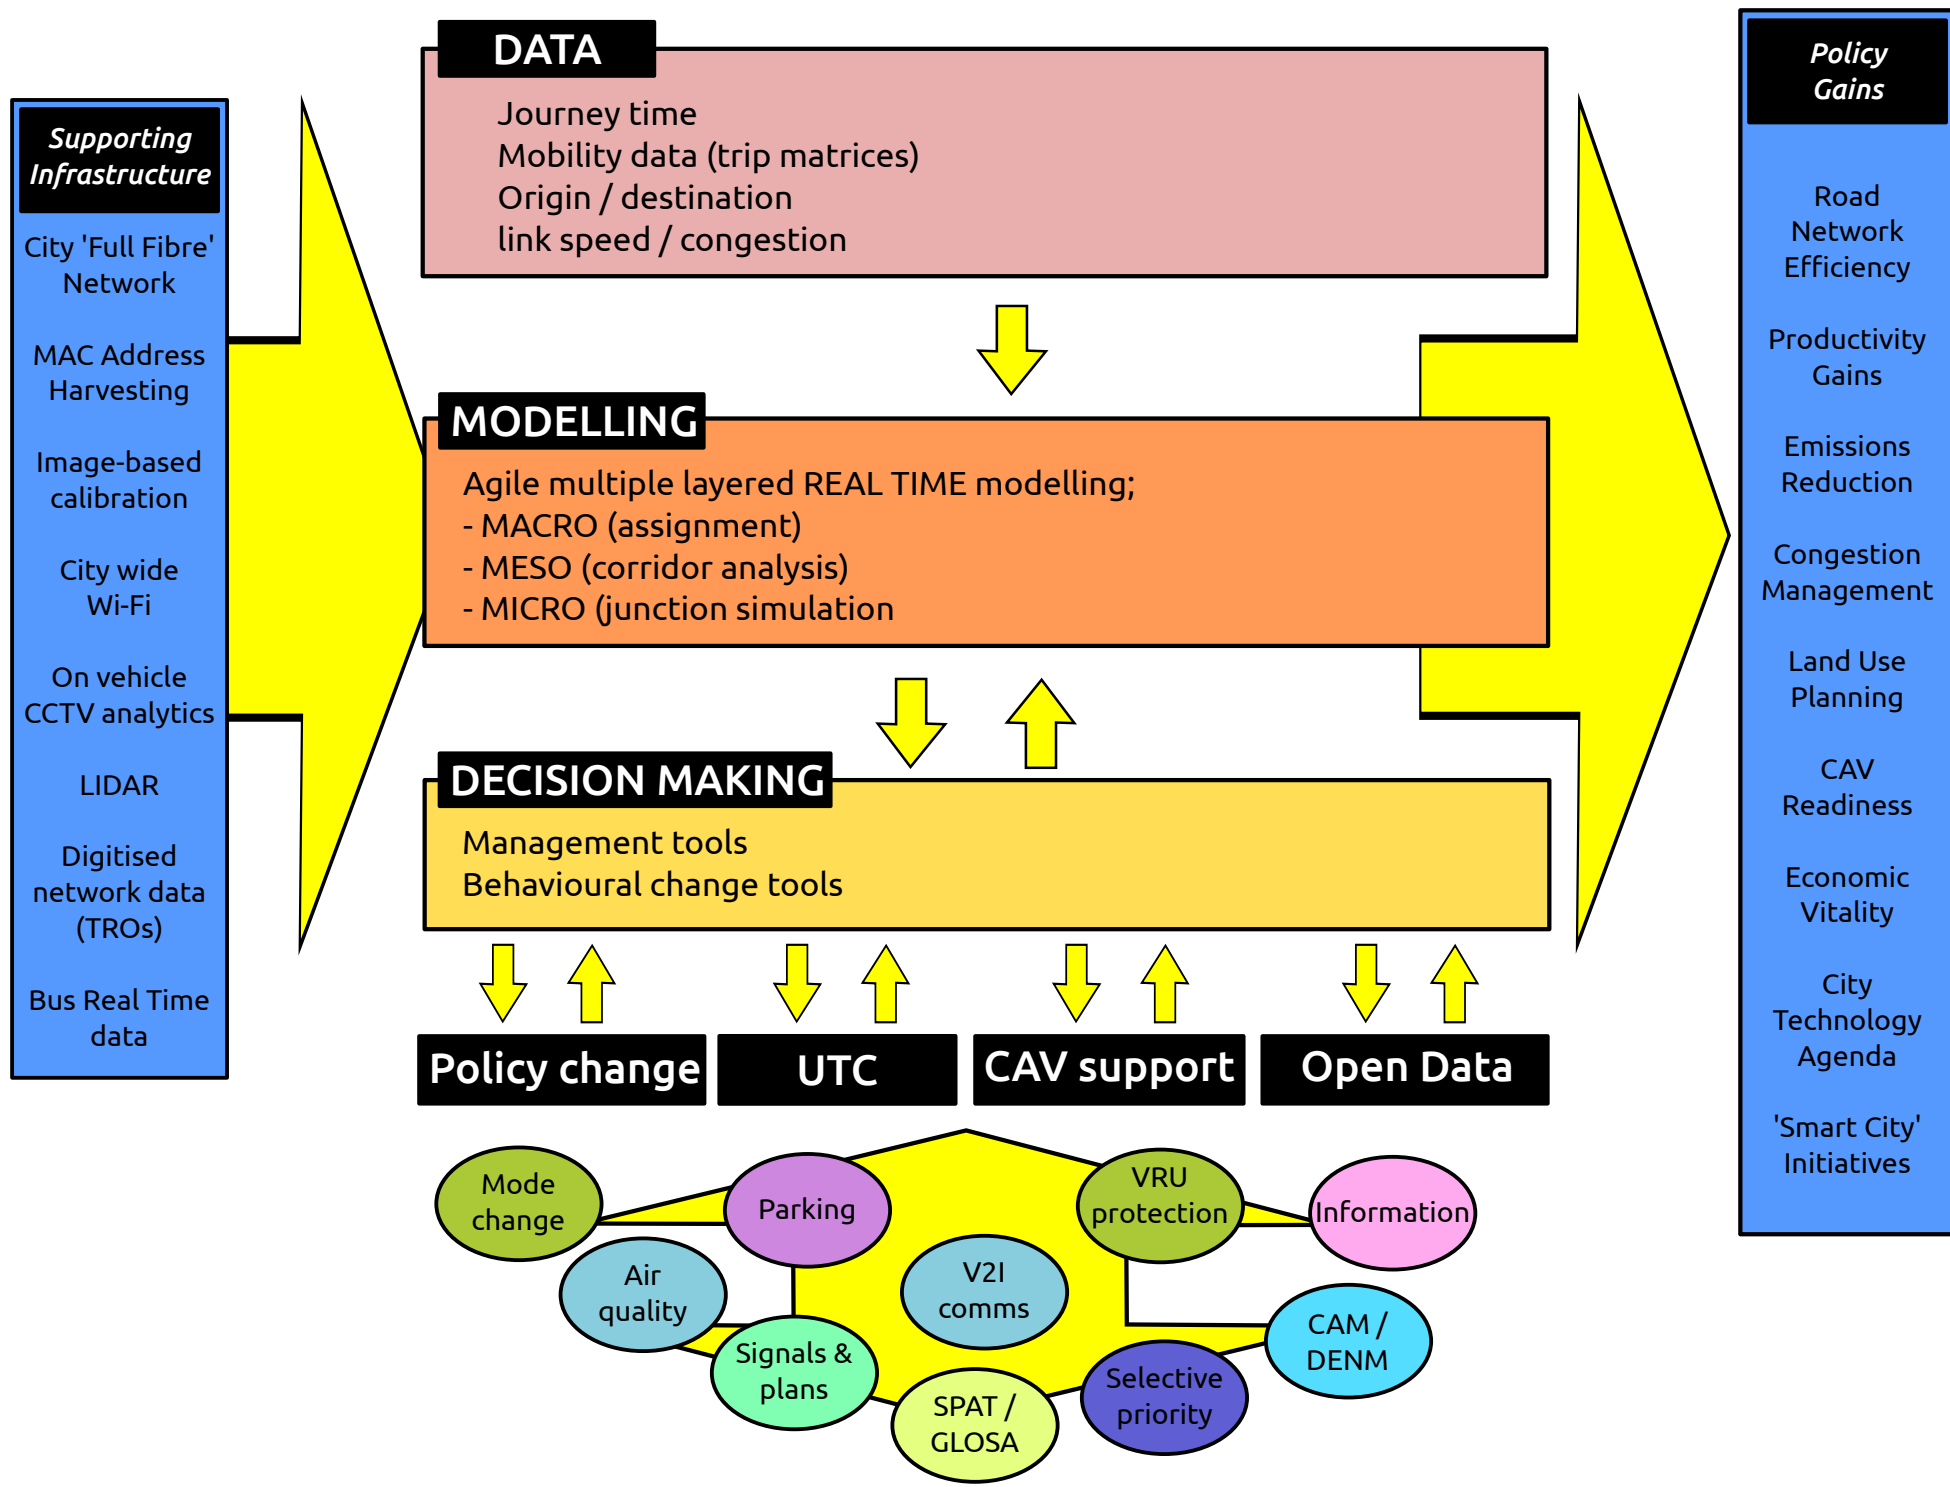 Supporting
Infrastructure
City 'Full Fibre'
Network
MAC Address
Harvesting
Image-based
calibration
City wide
Wi-Fi
On vehicle
CCTV analytics
LIDAR
Digitised
network data
(TROs)
Bus Real Time
data
DATA
Journey time
Mobility data (trip matrices)
Origin / destination
link speed / congestion
MODELLING
Agile multiple layered REAL TIME modelling;
- MACRO (assignment)
- MESO (corridor analysis)
- MICRO (junction simulation
DECISION MAKING
Management tools
Behavioural change tools
Policy change
UTC
CAV support
Open Data
Mode
change
Parking
VRU
protection
Information
Air
quality
V2I
comms
CAM /
DENM
Signals &
plans
SPAT /
GLOSA
Selective
priority
Policy
Gains
Road
Network
Efficiency
Productivity
Gains
Emissions
Reduction
Congestion
Management
Land Use
Planning
CAV
Readiness
Economic
Vitality
City
Technology
Agenda
'Smart City'
Initiatives